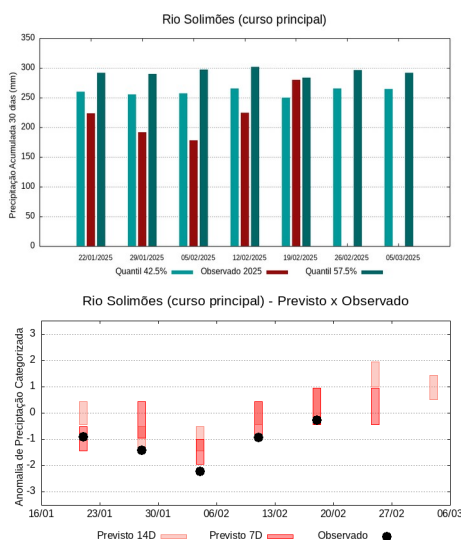 Rio Solimões (curso principal)
Precipitação Acumulada 30 dias (mm)
350
300
250
200
150
100
50
0
22/01/2025 29/01/2025 05/02/2025 12/02/2025 19/02/2025 26/02/2025 05/03/2025
Quantil 42.5% Observado 2025 Quantil 57.5%
Rio Solimões (curso principal) - Previsto x Observado
Anomalia de Precipitação Categorizada
3
2
1
0
-1
-2
-3
16/01 23/01 30/01 06/02 13/02 20/02 27/02 06/03
Previsto 14D Previsto 7D Observado